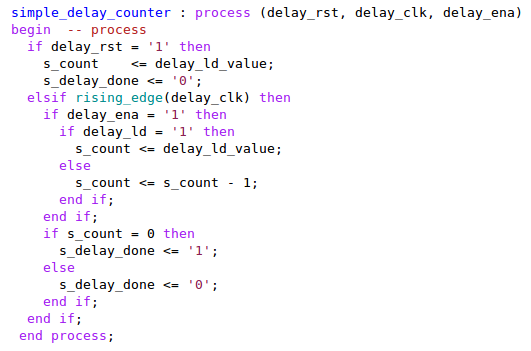 simple_delay_counter : process (delay_rst, delay_clk, delay_ena)
begin  -- process
  if delay_rst = '1' then
    s_count    <= delay_ld_value;
    s_delay_done <= '0';
  elsif rising_edge(delay_clk) then
    if delay_ena = '1' then
      if delay_ld = '1' then
        s_count <= delay_ld_value;
      else
        s_count <= s_count - 1;
      end if;
    end if;
    if s_count = 0 then
      s_delay_done <= '1';
    else
      s_delay_done <= '0';
    end if;
  end if;
 end process;